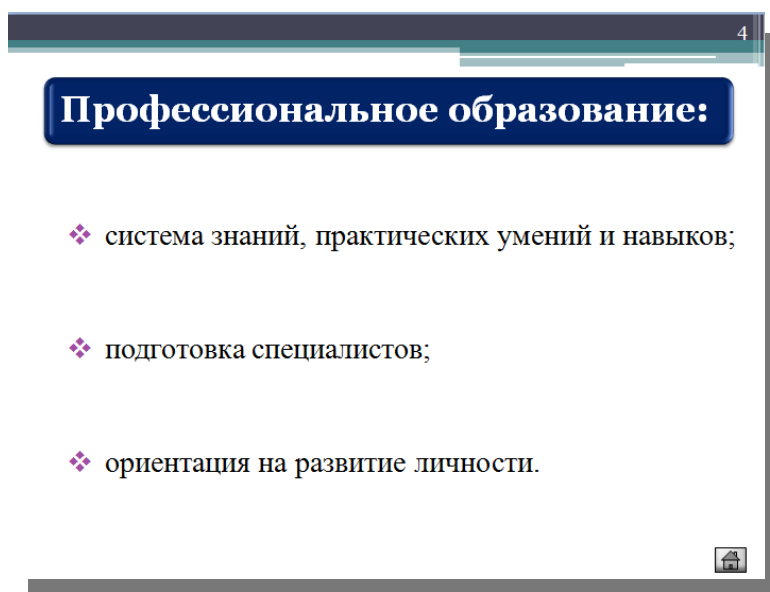 4
Профессиональное образование:
система знаний, практических умений и навыков;
подготовка специалистов;
ориентация на развитие личности.